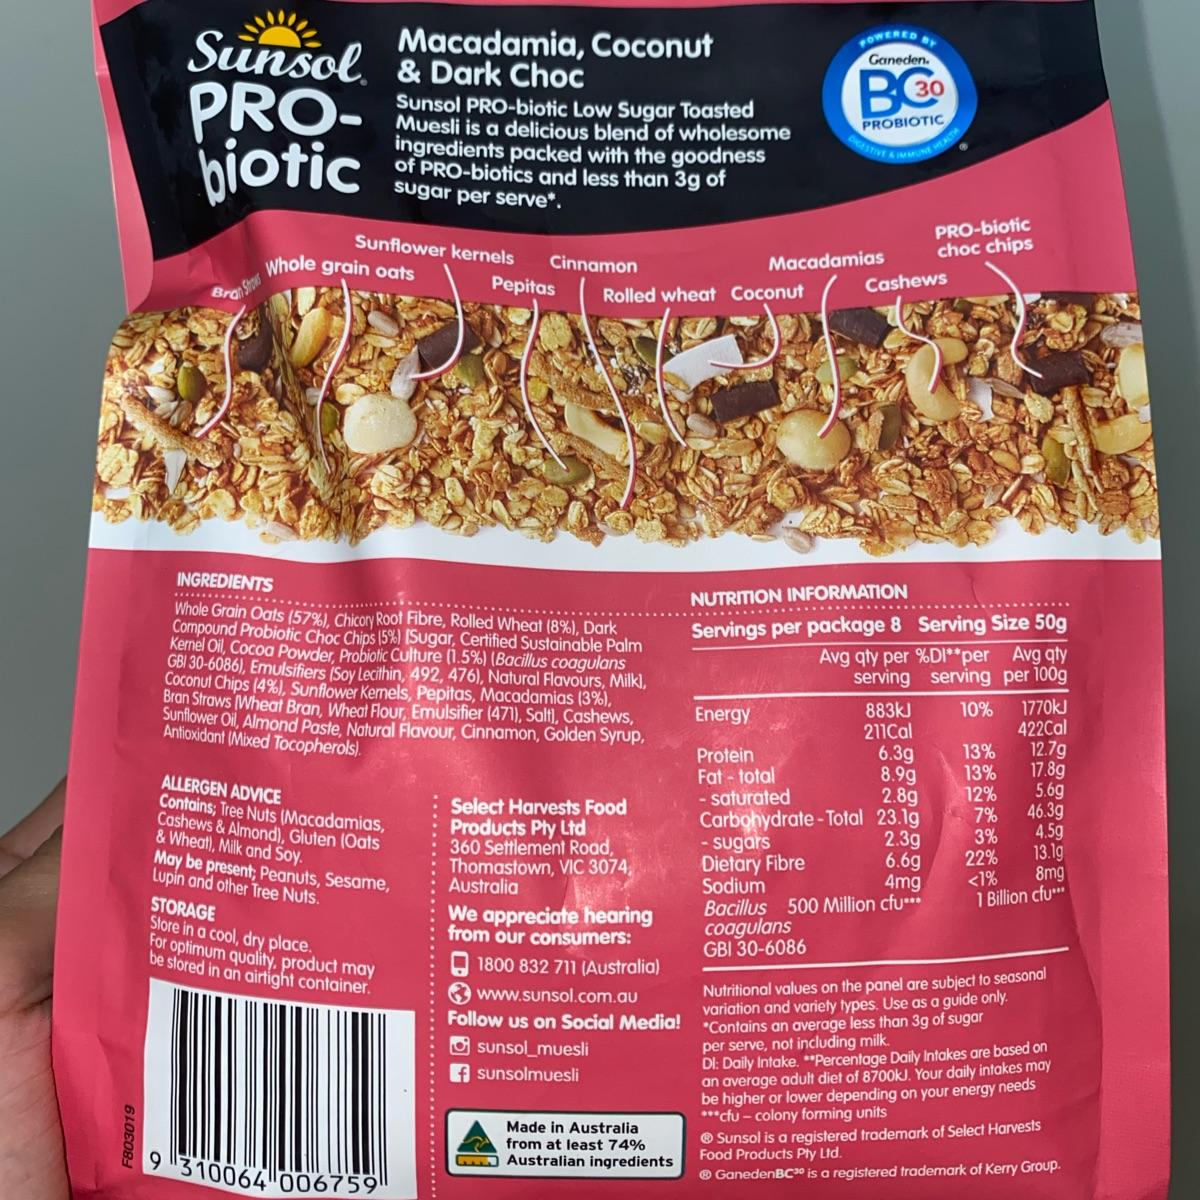 Sunsol®
PRO-
biotic
Macadamia, Coconut
& Dark Choc
Sunsol PRO-biotic Low Sugar Toasted
Muesli is a delicious blend of wholesome
ingredients packed with the goodness
of PRO-biotics and less than 3g of
sugar per serve*.
POWERED BY
Ganeden®
BC30
PROBIOTIC
DIGESTIVE & IMMUNE HEALTH
®
Bran Straws
Whole grain oats
Sunflower kernels
Pepitas
Cinnamon
Rolled wheat
Coconut
Macadamias
Cashews
PRO-biotic
choc chips
INGREDIENTS
Whole Grain Oats (57%), Chicory Root Fibre, Rolled Wheat (8%), Dark
Compound Probiotic Choc Chips (5%) [Sugar, Certified Sustainable Palm
Kernel Oil, Cocoa Powder, Probiotic Culture (1.5%) (Bacillus coagulans
GBI 30-6086), Emulsifiers (Soy Lecithin, 492, 476), Natural Flavours, Milk],
Coconut Chips (4%), Sunflower Kernels, Pepitas, Macadamias (3%),
Bran Straws [Wheat Bran, Wheat Flour, Emulsifier (471), Salt], Cashews,
Sunflower Oil, Almond Paste, Natural Flavour, Cinnamon, Golden Syrup,
Antioxidant (Mixed Tocopherols).
ALLERGEN ADVICE
Contains; Tree Nuts (Macadamias,
Cashews & Almond), Gluten (Oats
& Wheat), Milk and Soy.
May be present; Peanuts, Sesame,
Lupin and other Tree Nuts.
STORAGE
Store in a cool, dry place.
For optimum quality, product may
be stored in an airtight container.
F803019
9 310064 006759
Select Harvests Food
Products Pty Ltd
360 Settlement Road,
Thomastown, VIC 3074,
Australia
We appreciate hearing
from our consumers:
1800 832 711 (Australia)
www.sunsol.com.au
Follow us on Social Media!
sunsol_muesli
sunsolmuesli
Made in Australia
from at least 74%
Australian ingredients
NUTRITION INFORMATION
Servings per package 8 Serving Size 50g
Avg qty per %DI**per Avg qty
serving serving per 100g
Energy 883kJ 10% 1770kJ
211Cal 422Cal
Protein 6.3g 13% 12.7g
Fat - total 8.9g 13% 17.8g
- saturated 2.8g 12% 5.6g
Carbohydrate - Total 23.1g 7% 46.3g
- sugars 2.3g 3% 4.5g
Dietary Fibre 6.6g 22% 13.1g
Sodium 4mg <1% 8mg
Bacillus 500 Million cfu*** 1 Billion cfu***
coagulans
GBI 30-6086
Nutritional values on the panel are subject to seasonal
variation and variety types. Use as a guide only.
*Contains an average less than 3g of sugar
per serve, not including milk.
DI: Daily Intake. **Percentage Daily Intakes are based on
an average adult diet of 8700kJ. Your daily intakes may
be higher or lower depending on your energy needs
***cfu – colony forming units
® Sunsol is a registered trademark of Select Harvests
Food Products Pty Ltd.
® GanedenBC³⁰ is a registered trademark of Kerry Group.